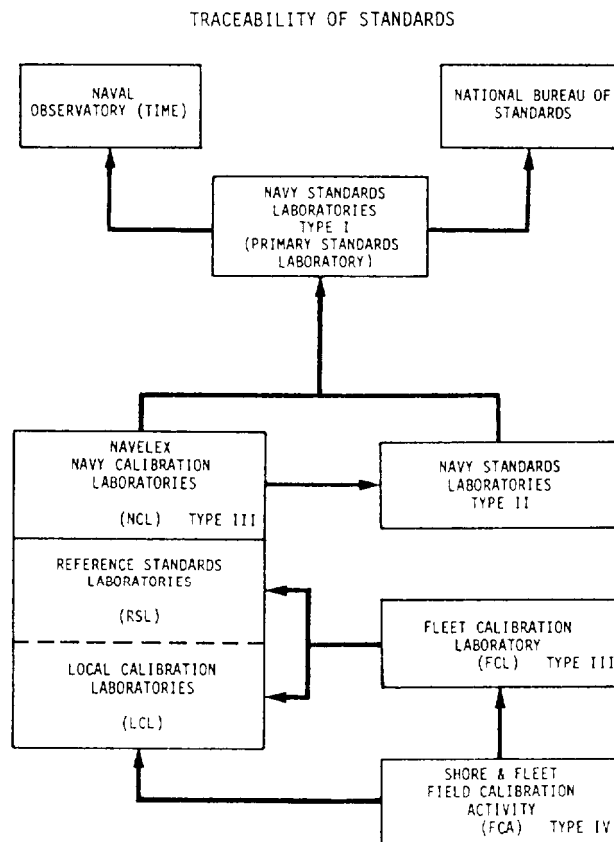 TRACEABILITY OF STANDARDS
NAVAL
OBSERVATORY (TIME)
NATIONAL BUREAU OF
STANDARDS
NAVY STANDARDS
LABORATORIES
TYPE I
(PRIMARY STANDARDS
LABORATORY)
NAVELEX
NAVY CALIBRATION
LABORATORIES
(NCL) TYPE III
NAVY STANDARDS
LABORATORIES
TYPE II
REFERENCE STANDARDS
LABORATORIES
(RSL)
FLEET CALIBRATION
LABORATORY
(FCL) TYPE III
LOCAL CALIBRATION
LABORATORIES
(LCL)
SHORE & FLEET
FIELD CALIBRATION
ACTIVITY
(FCA) TYPE IV